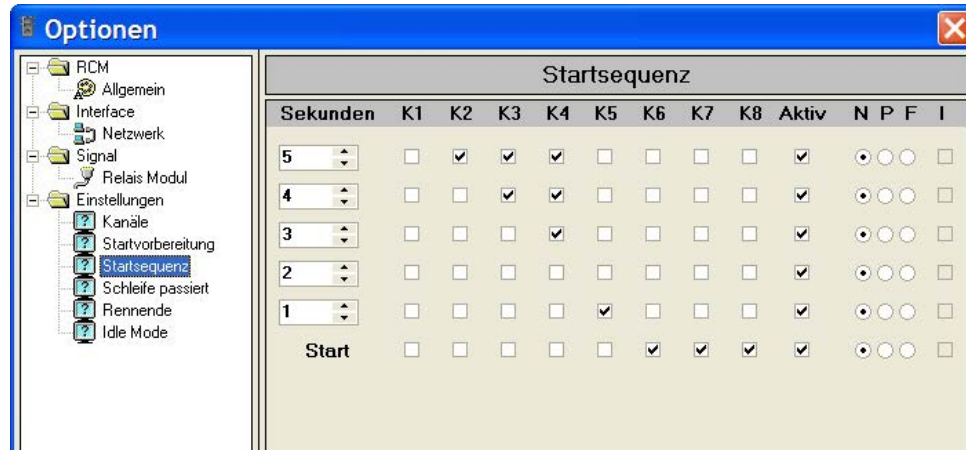 Optionen
RCM
Allgemein
Interface
Netzwerk
Signal
Relais Modul
Einstellungen
Kanäle
Startvorbereitung
Startsequenz
Schleife passiert
Rennende
Idle Mode
Startsequenz
Sekunden K1 K2 K3 K4 K5 K6 K7 K8 Aktiv N P F I
5
4
3
2
1
Start